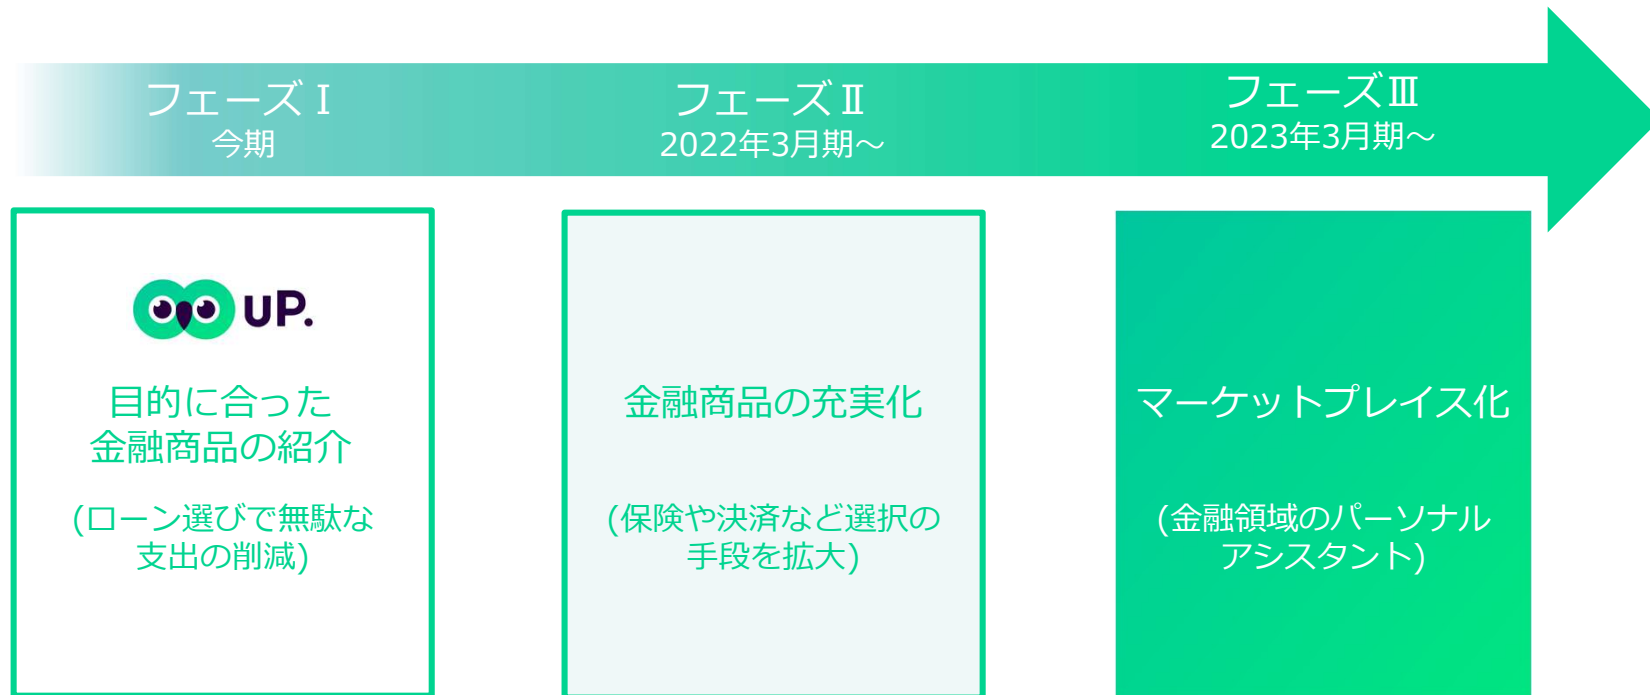 フェーズⅠ
今期
フェーズⅡ
2022年3月期～
フェーズⅢ
2023年3月期～
uP.
目的に合った
金融商品の紹介
(ローン選びで無駄な
支出の削減)
金融商品の充実化
(保険や決済など選択の
手段を拡大)
マーケットプレイス化
(金融領域のパーソナル
アシスタント)